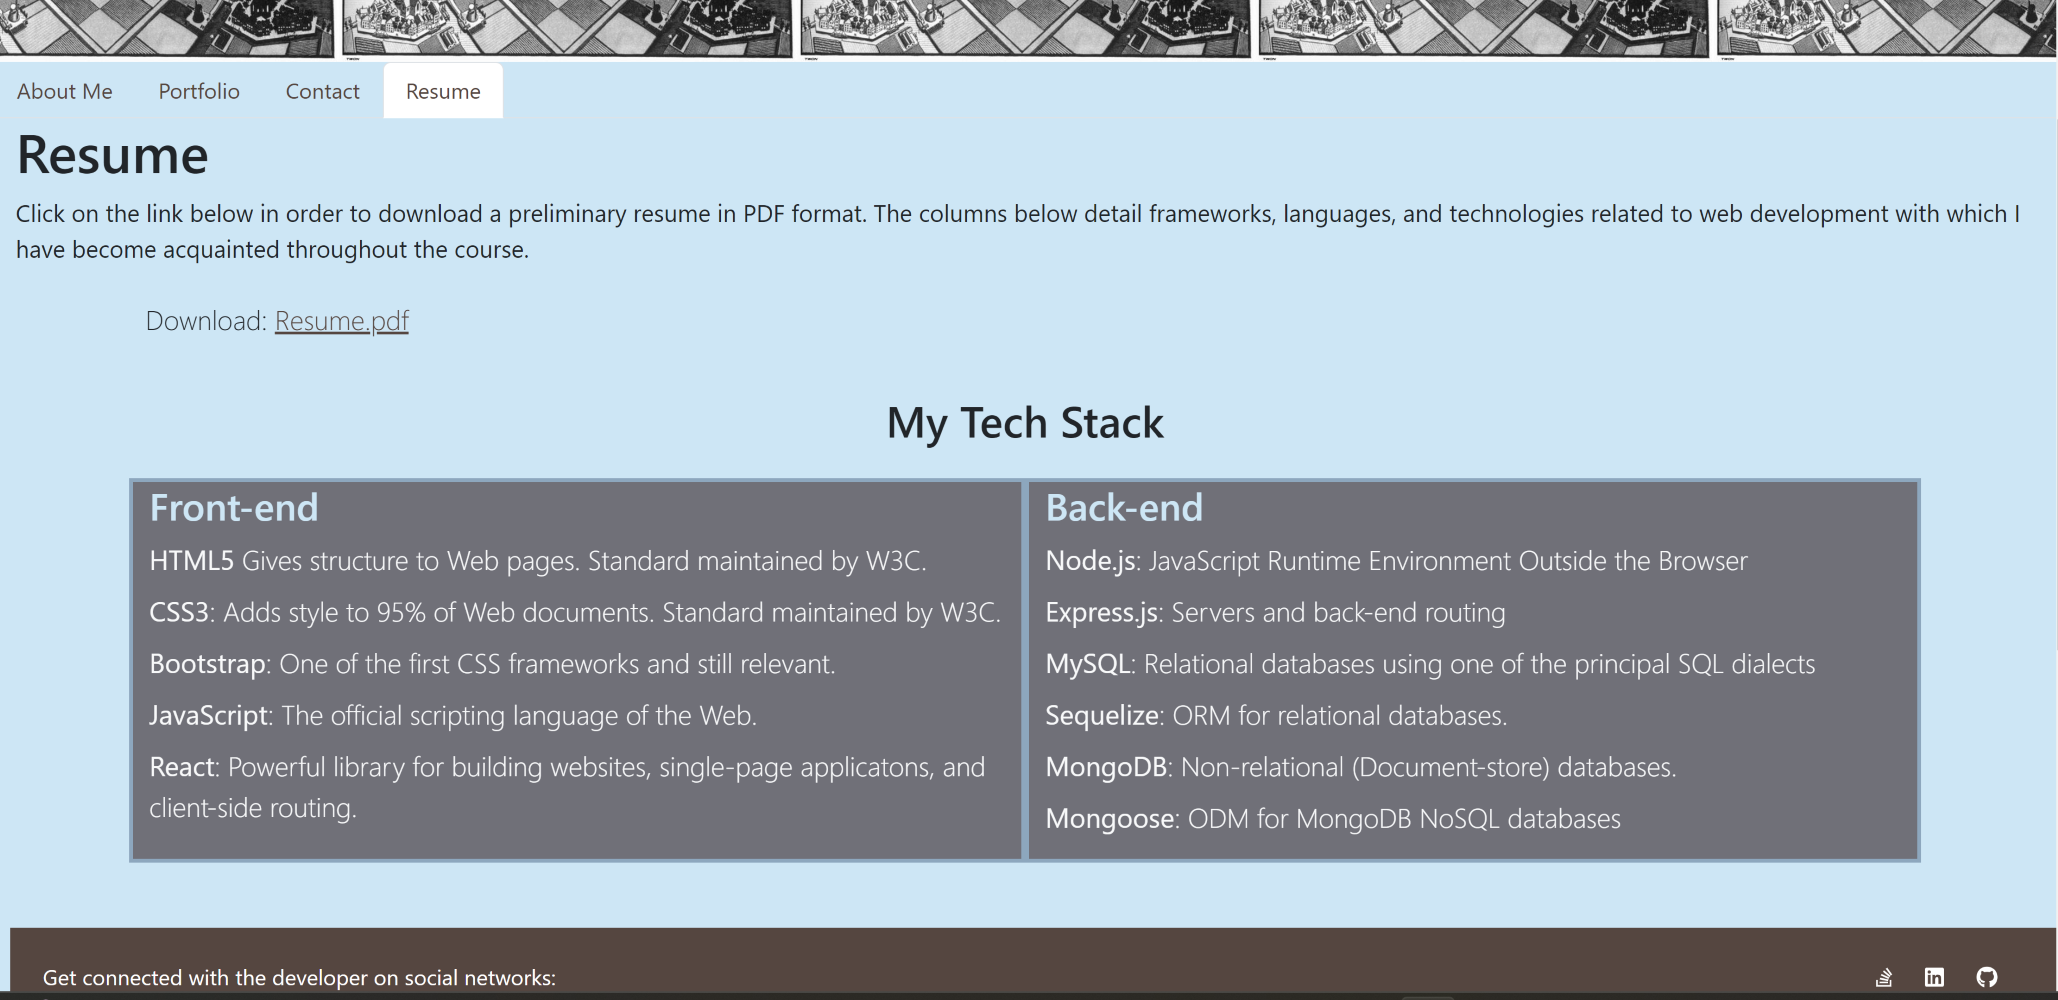 About Me Portfolio Contact Resume
Resume
Click on the link below in order to download a preliminary resume in PDF format. The columns below detail frameworks, languages, and technologies related to web development with which I
have become acquainted throughout the course.
Download: Resume.pdf
My Tech Stack
Front-end
HTML5 Gives structure to Web pages. Standard maintained by W3C.
CSS3: Adds style to 95% of Web documents. Standard maintained by W3C.
Bootstrap: One of the first CSS frameworks and still relevant.
JavaScript: The official scripting language of the Web.
React: Powerful library for building websites, single-page applicatons, and
client-side routing.
Back-end
Node.js: JavaScript Runtime Environment Outside the Browser
Express.js: Servers and back-end routing
MySQL: Relational databases using one of the principal SQL dialects
Sequelize: ORM for relational databases.
MongoDB: Non-relational (Document-store) databases.
Mongoose: ODM for MongoDB NoSQL databases
Get connected with the developer on social networks:
in